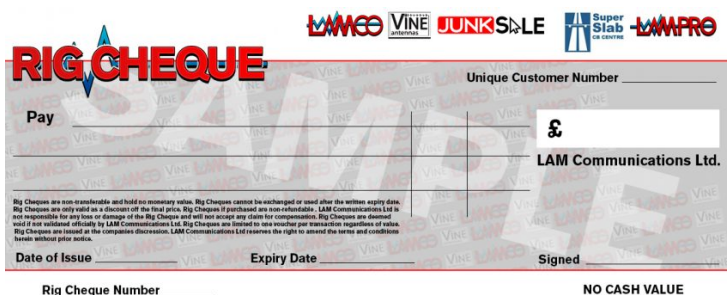 LAMCO VINE antennas JUNKSALE Super Slab CB CENTRE LAMPRO
RIG CHEQUE
Unique Customer Number
Pay
£
LAM Communications Ltd.
SAMPLE
Rig Cheques are non-transferable and hold no monetary value. Rig Cheques cannot be exchanged or used after the written expiry date.
Rig Cheques are only valid as a discount off the final price. Rig Cheques if purchased are non-refundable . LAM Communications Ltd is
not responsible for any loss or damage of the Rig Cheque and will not accept any claim for compensation. Rig Cheques are deemed
void if not validated officially by LAM Communications Ltd. Rig Cheques are limited to one voucher per transaction regardless of value.
Rig Cheques are issued at the companies discression. LAM Communications Ltd reserves the right to amend the terms and conditions
herein without prior notice.
Date of Issue Expiry Date Signed
Rig Cheque Number NO CASH VALUE